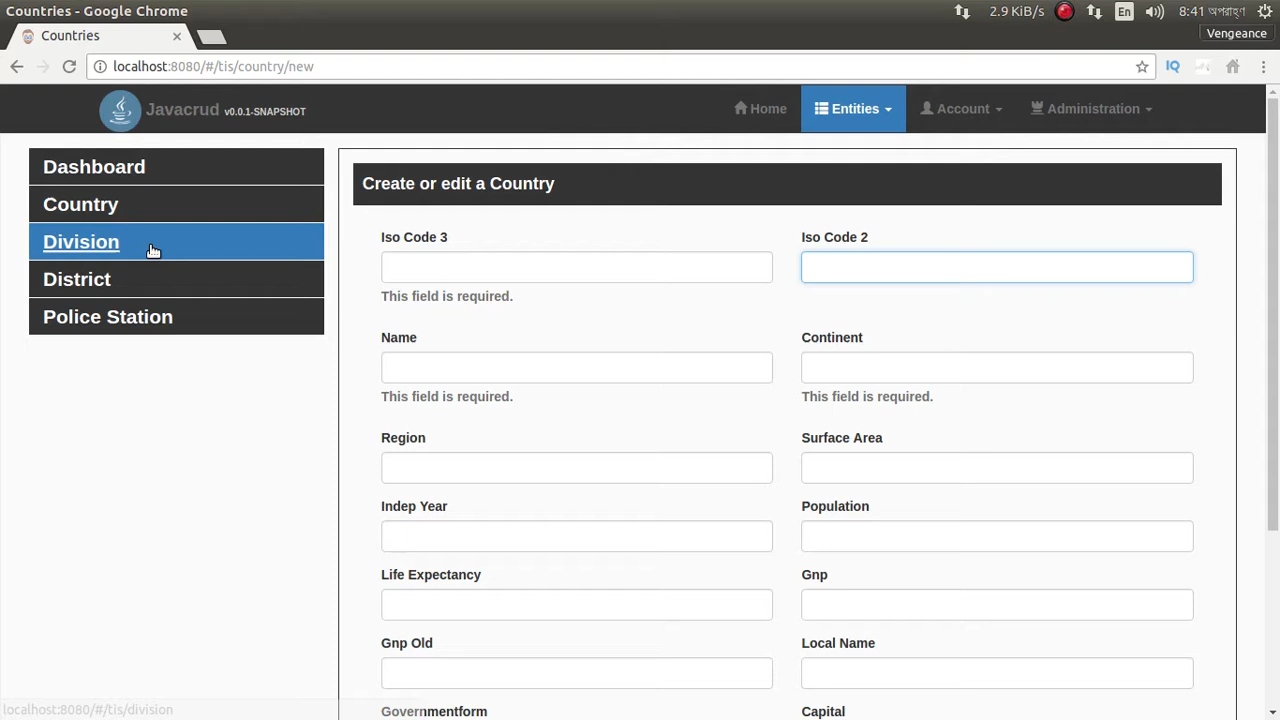 Countries - Google Chrome
2.9 KiB/s En 8:41 অপরাহ্ণ
Countries
Vengeance
localhost:8080/#/tis/country/new
IQ
Javacrud v0.0.1-SNAPSHOT
Home Entities Account Administration
Dashboard
Country
Division
District
Police Station
Create or edit a Country
Iso Code 3 Iso Code 2
This field is required.
Name Continent
This field is required. This field is required.
Region Surface Area
Indep Year Population
Life Expectancy Gnp
Gnp Old Local Name
Governmentform Capital
localhost:8080/#/tis/division